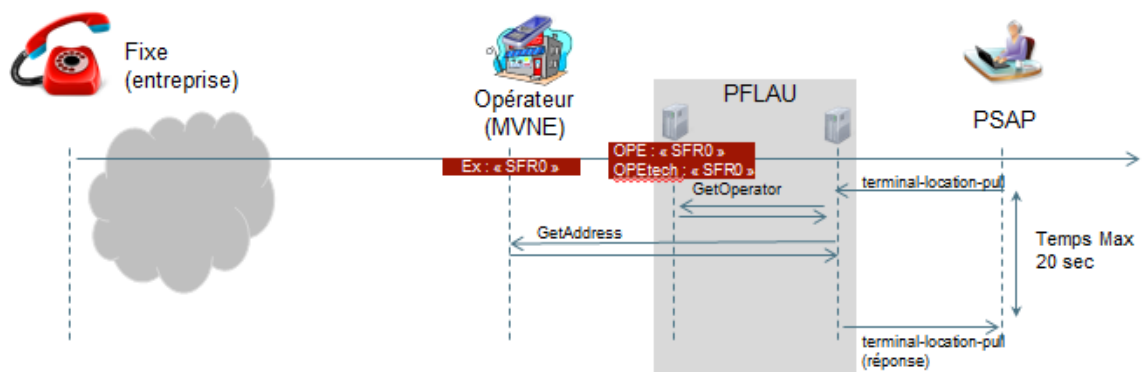 Fixe
(entreprise)
Opérateur
(MVNE)
PFLAU
PSAP
Ex : « SFR0 »
OPE : « SFR0 »
OPEtech : « SFR0 »
terminal-location-pull
GetOperator
GetAddress
Temps Max
20 sec
terminal-location-pull
(réponse)